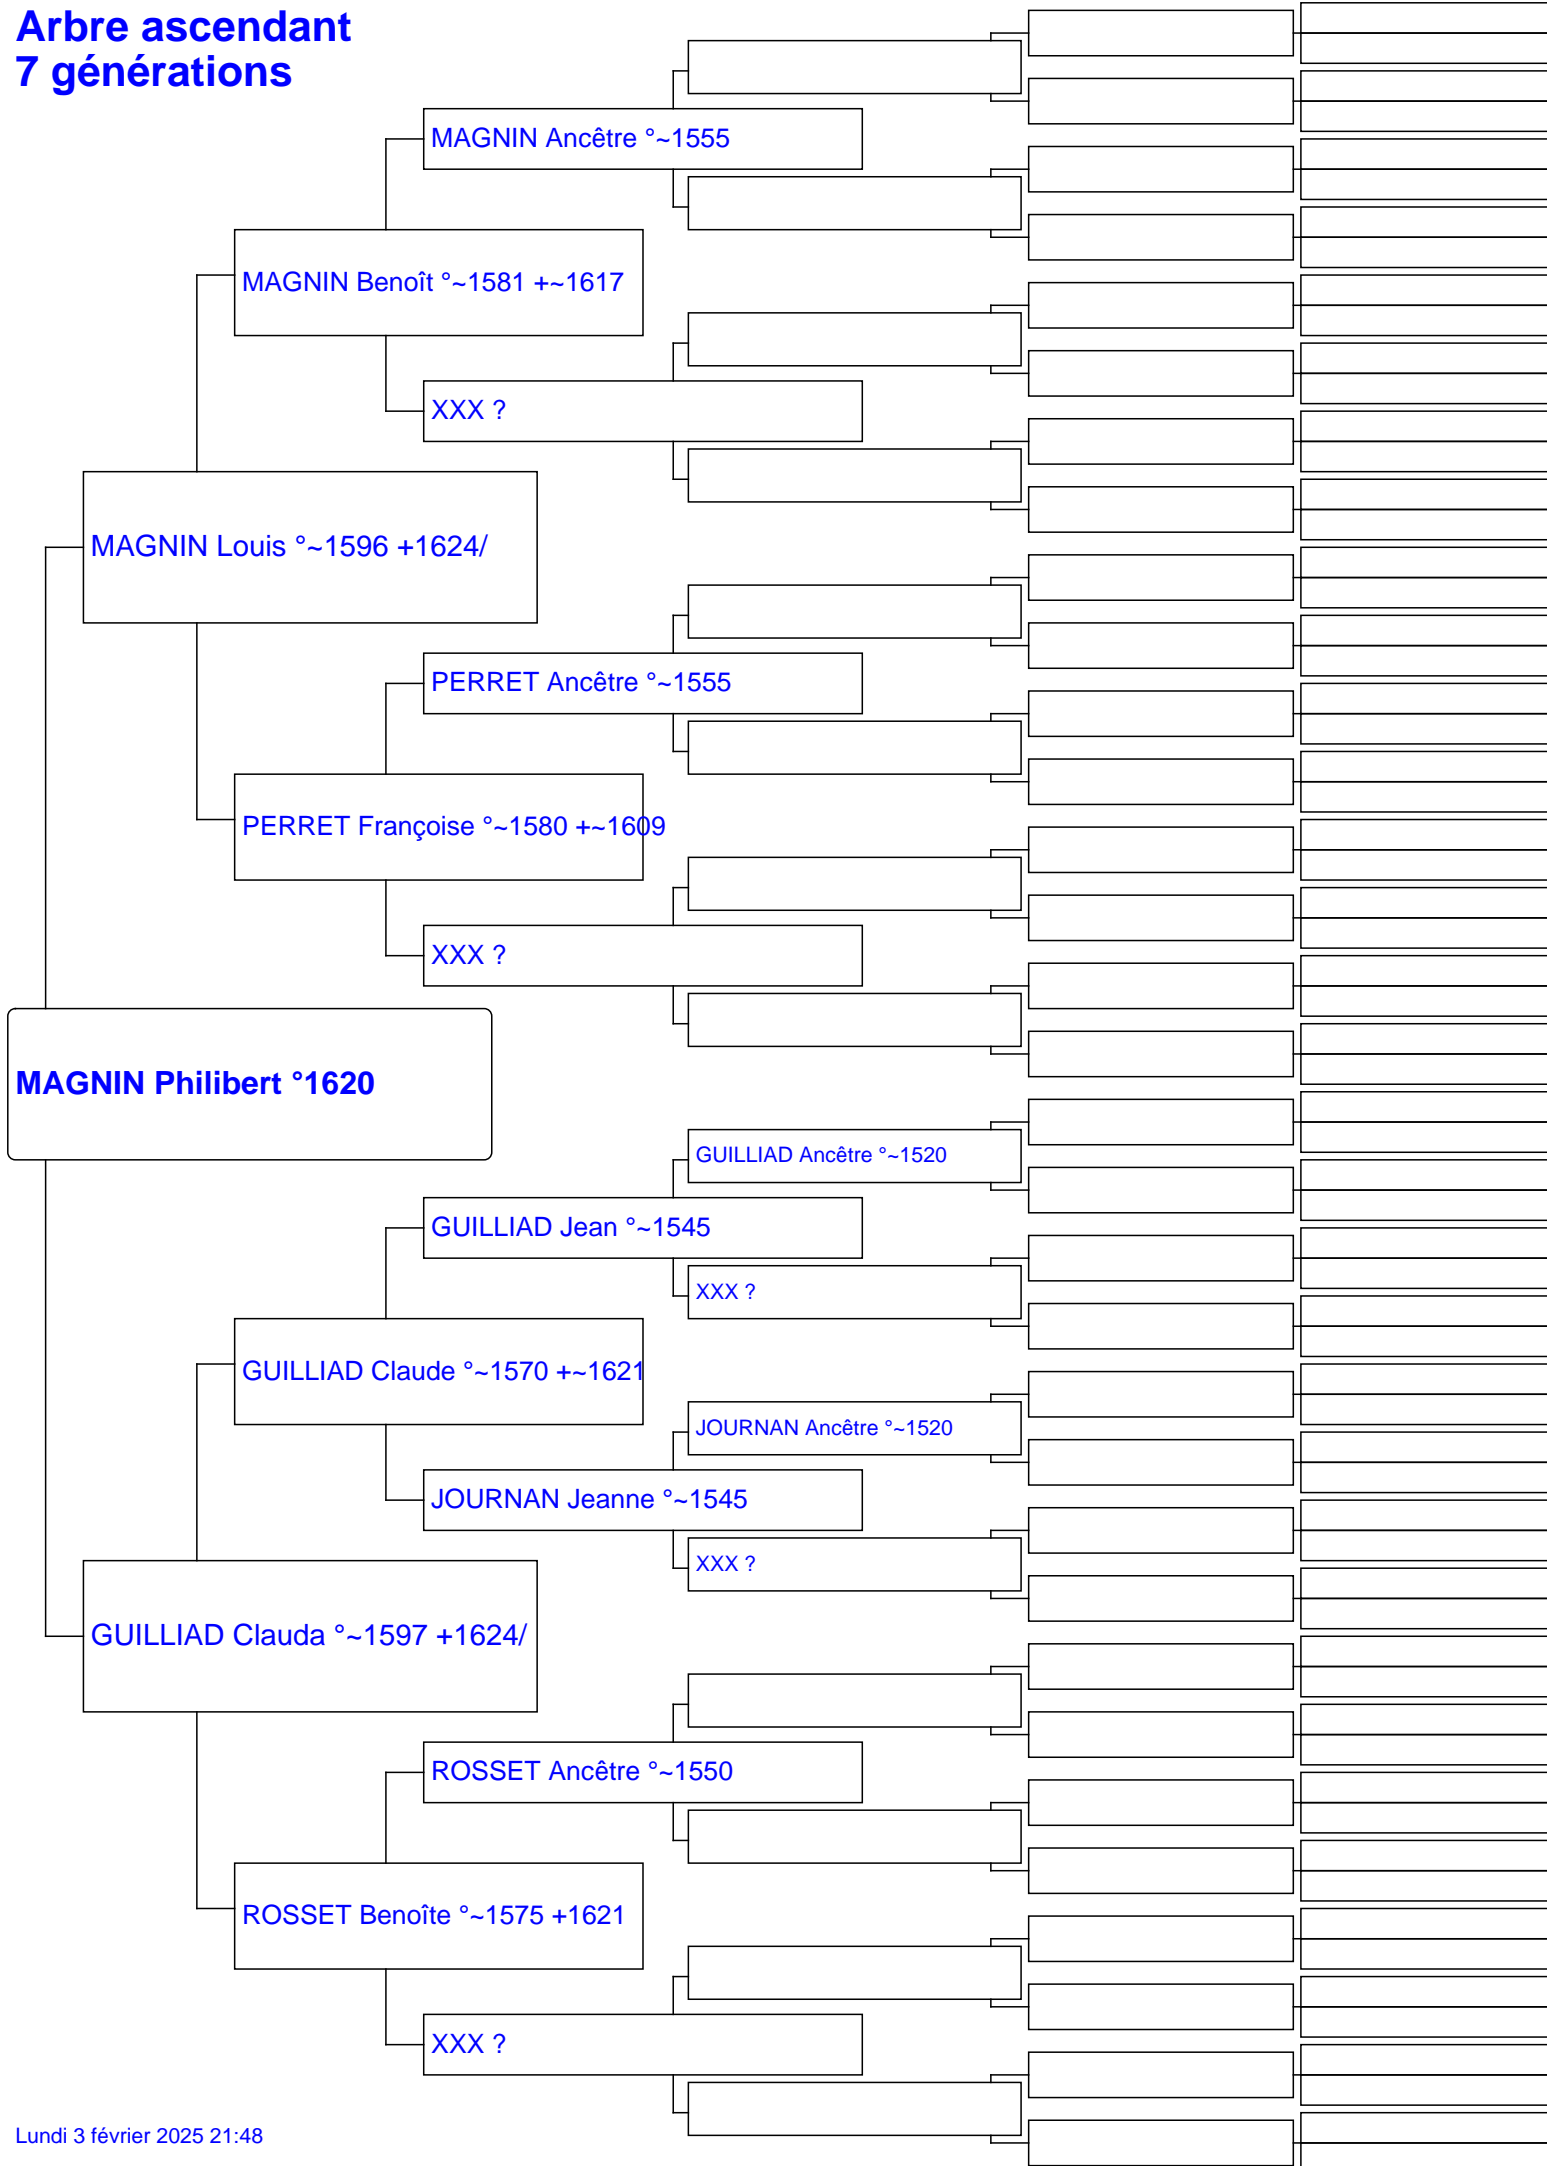 Arbre ascendant
7 générations
MAGNIN Ancêtre °~1555
MAGNIN Benoît °~1581 +~1617
XXX ?
MAGNIN Louis °~1596 +1624/
PERRET Ancêtre °~1555
PERRET Françoise °~1580 +~1609
XXX ?
MAGNIN Philibert °1620
GUILLIAD Ancêtre °~1520
GUILLIAD Jean °~1545
XXX ?
GUILLIAD Claude °~1570 +~1621
JOURNAN Ancêtre °~1520
JOURNAN Jeanne °~1545
XXX ?
GUILLIAD Clauda °~1597 +1624/
ROSSET Ancêtre °~1550
ROSSET Benoîte °~1575 +1621
XXX ?
Lundi 3 février 2025 21:48